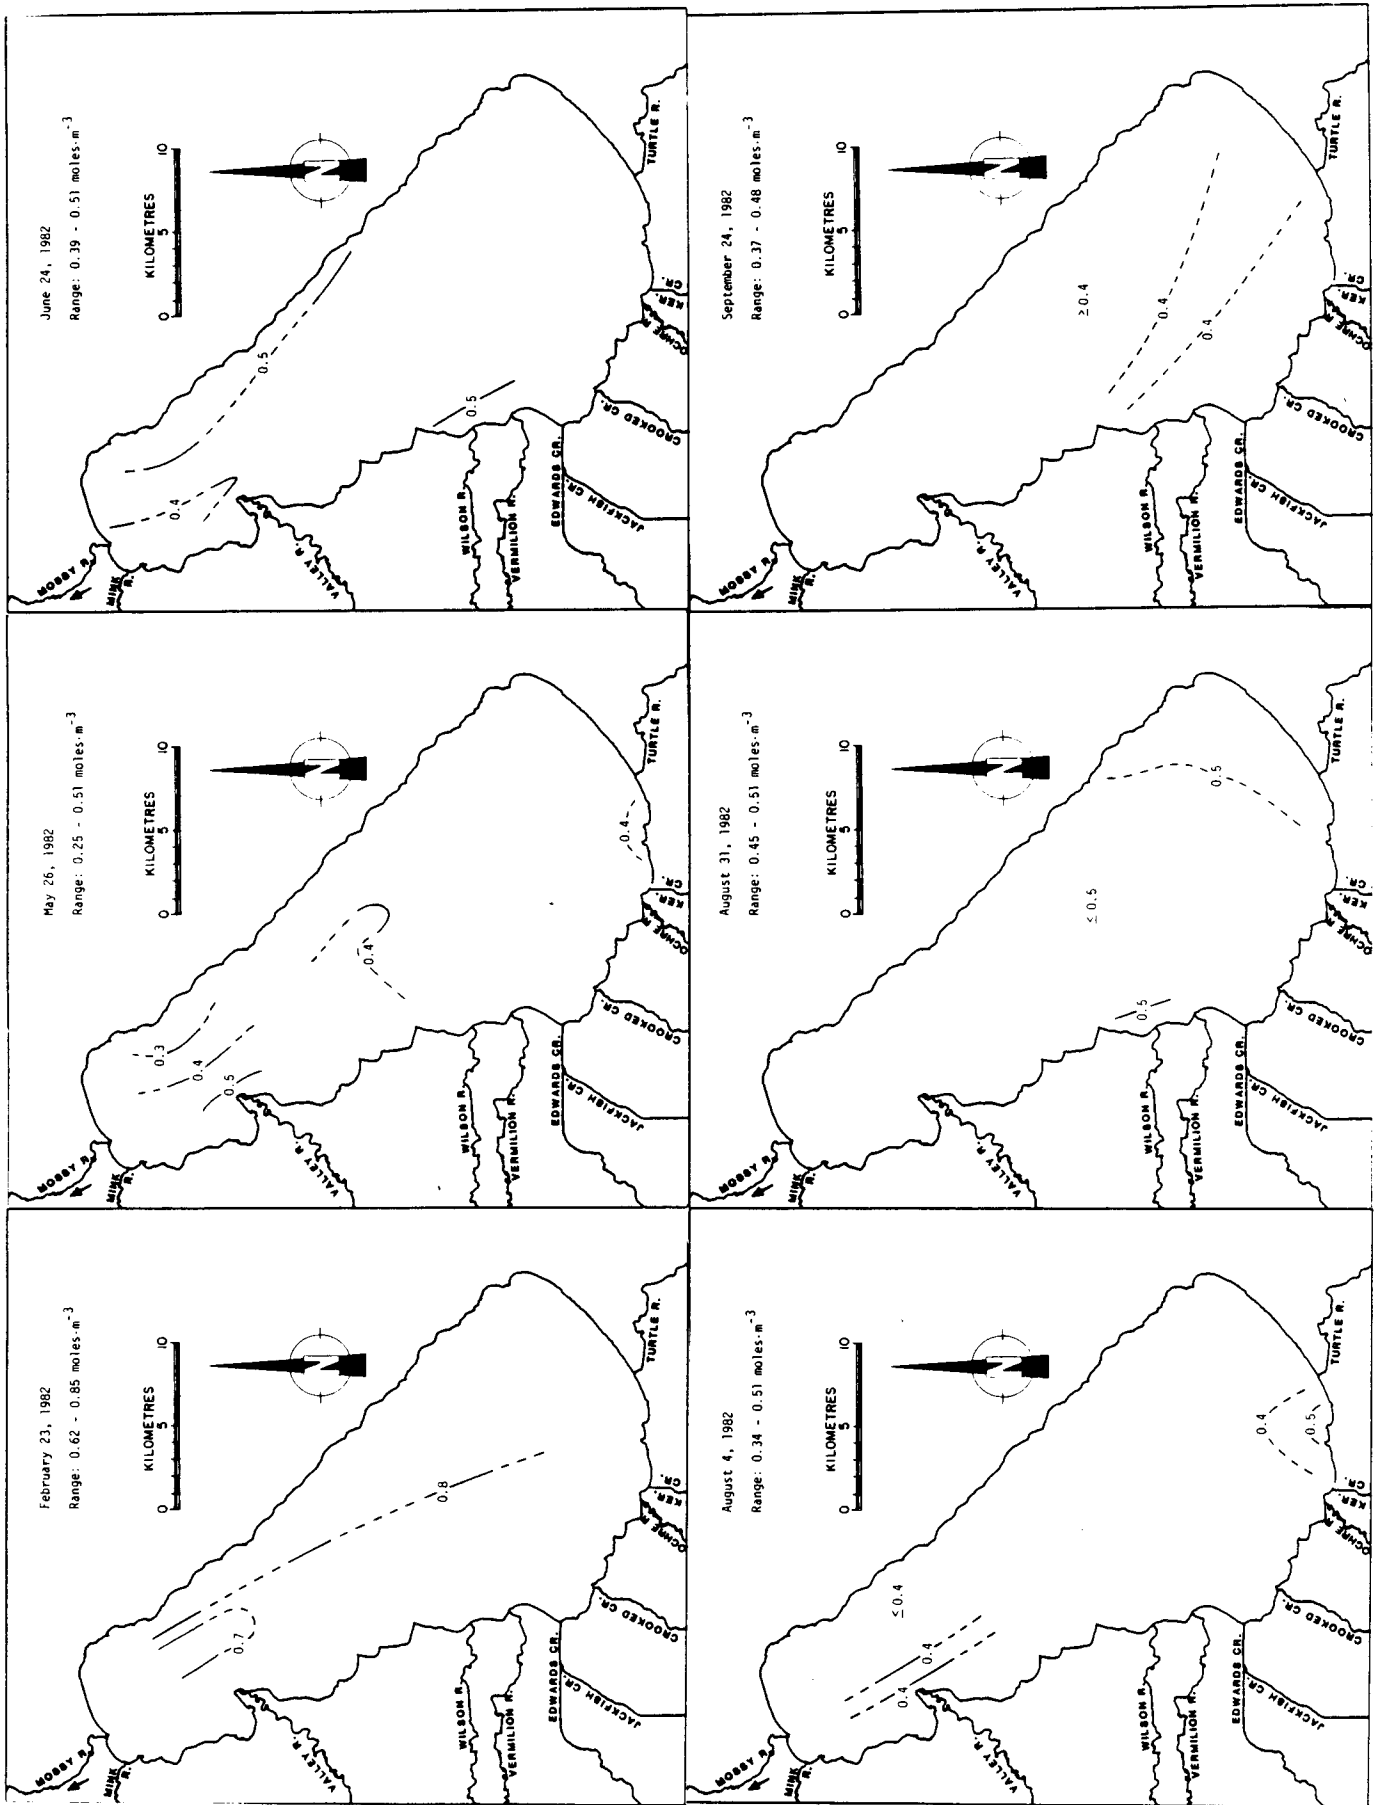 June 24, 1982
Range: 0.39 - 0.51 moles·m⁻³
KILOMETRES
0 5 10
N
0.5
0.4
0.5
MOSSY R.
MINK R.
VALLEY R.
WILSON R.
VERMILION R.
EDWARDS CR.
JACKFISH CR.
CROOKED CR.
OCHRE R.
KER. CR.
TURTLE R.
September 24, 1982
Range: 0.37 - 0.48 moles·m⁻³
KILOMETRES
0 5 10
N
≥0.4
0.4
0.4
MOSSY R.
MINK R.
VALLEY R.
WILSON R.
VERMILION R.
EDWARDS CR.
JACKFISH CR.
CROOKED CR.
OCHRE R.
KER. CR.
TURTLE R.
May 26, 1982
Range: 0.25 - 0.51 moles·m⁻³
KILOMETRES
0 5 10
N
0.3
0.4
0.5
0.4
0.4
MOSSY R.
MINK R.
VALLEY R.
WILSON R.
VERMILION R.
EDWARDS CR.
JACKFISH CR.
CROOKED CR.
OCHRE R.
KER. CR.
TURTLE R.
August 31, 1982
Range: 0.45 - 0.51 moles·m⁻³
KILOMETRES
0 5 10
N
≤0.5
0.5
0.5
MOSSY R.
MINK R.
VALLEY R.
WILSON R.
VERMILION R.
EDWARDS CR.
JACKFISH CR.
CROOKED CR.
OCHRE R.
KER. CR.
TURTLE R.
February 23, 1982
Range: 0.62 - 0.85 moles·m⁻³
KILOMETRES
0 5 10
N
0.7
0.8
MOSSY R.
MINK R.
VALLEY R.
WILSON R.
VERMILION R.
EDWARDS CR.
JACKFISH CR.
CROOKED CR.
OCHRE R.
KER. CR.
TURTLE R.
August 4, 1982
Range: 0.34 - 0.51 moles·m⁻³
KILOMETRES
0 5 10
N
≤0.4
0.4
0.4
0.4
0.5
MOSSY R.
MINK R.
VALLEY R.
WILSON R.
VERMILION R.
EDWARDS CR.
JACKFISH CR.
CROOKED CR.
OCHRE R.
KER. CR.
TURTLE R.